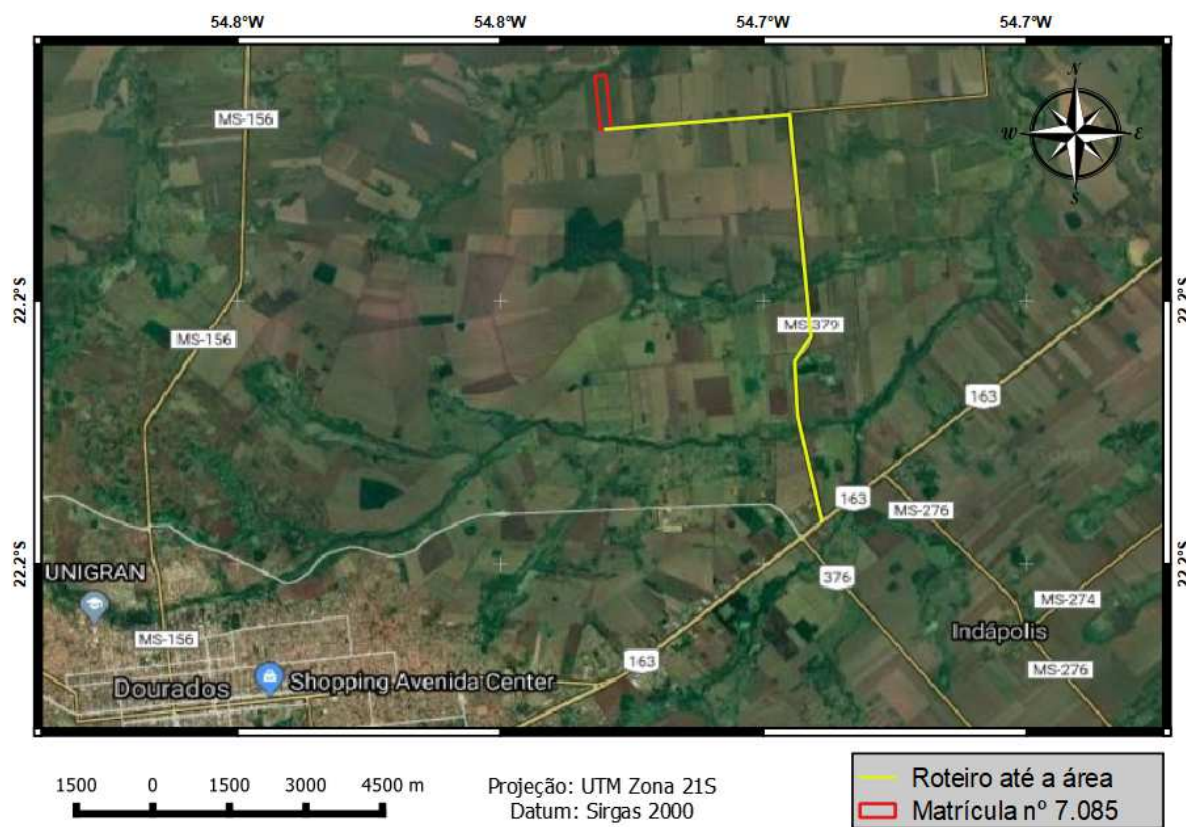 54.8°W 54.8°W 54.7°W 54.7°W
N
W E
S
MS-156
22.2°S 22.2°S
MS-379
MS-156
163
163
MS-276
22.2°S 22.2°S
UNIGRAN
376
MS-274
Indápolis
MS-156
163
MS-276
Shopping Avenida Center
Dourados
1500 0 1500 3000 4500 m
Projeção: UTM Zona 21S
Datum: Sirgas 2000
Roteiro até a área
Matrícula nº 7.085